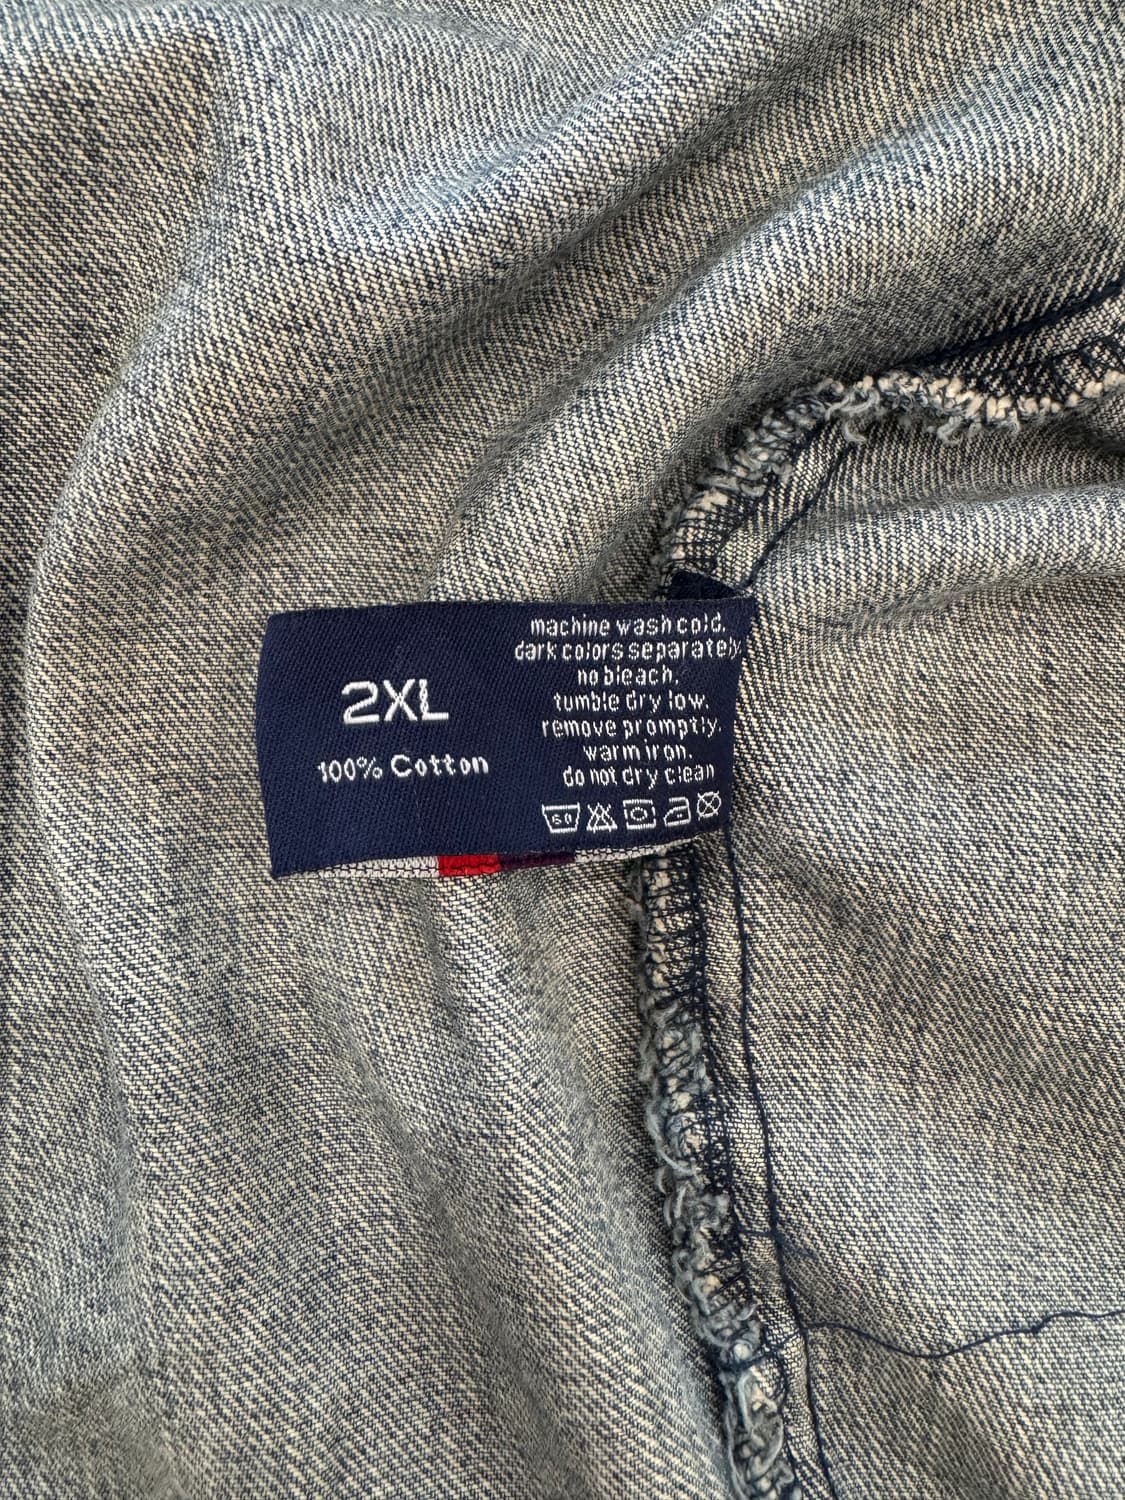 2XL
100% Cotton
machine wash cold.
dark colors separately.
no bleach.
tumble dry low.
remove promptly.
warm iron.
do not dry clean